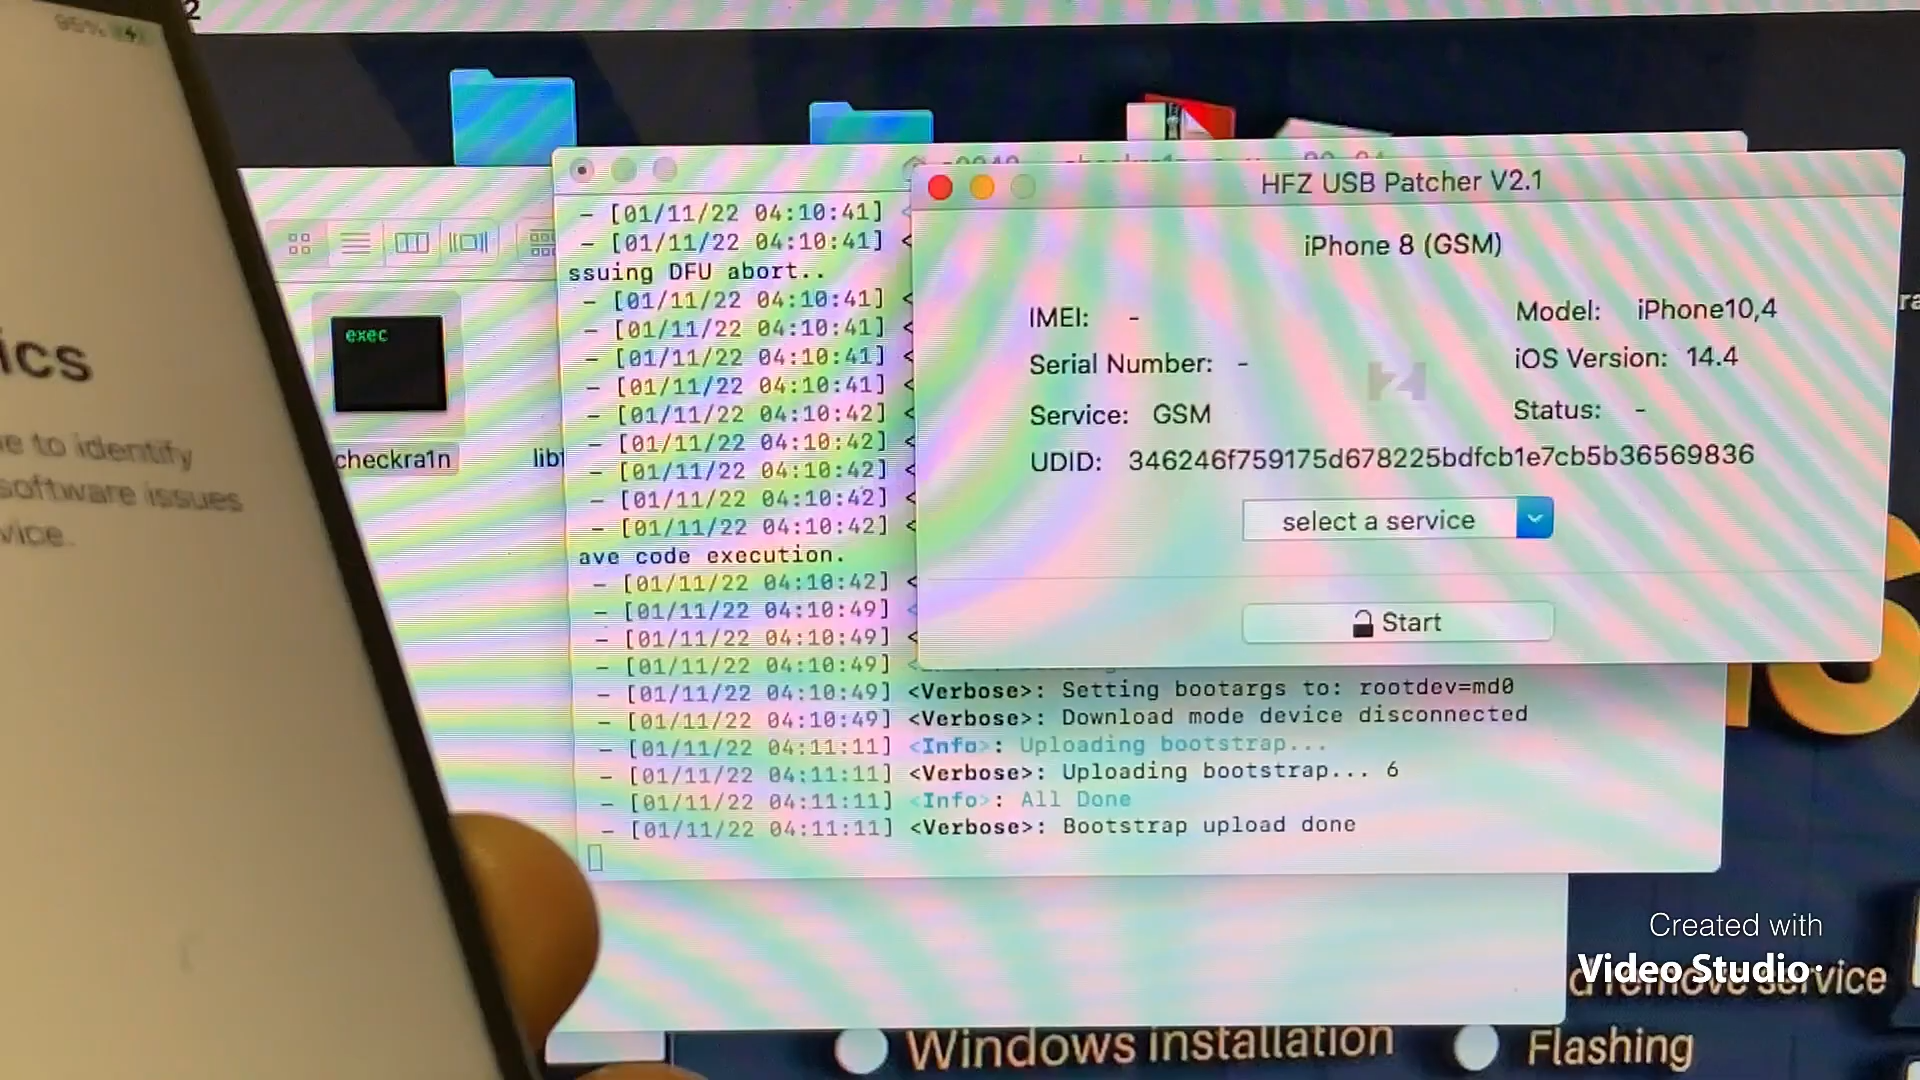 95%
ics
e to identify
software issues
vice.
exec
checkra1n
lib
- [01/11/22 04:10:41] <
- [01/11/22 04:10:41] <
ssuing DFU abort..
- [01/11/22 04:10:41] <
- [01/11/22 04:10:41] <
- [01/11/22 04:10:41] <
- [01/11/22 04:10:41] <
- [01/11/22 04:10:42] <
- [01/11/22 04:10:42] <
- [01/11/22 04:10:42] <
- [01/11/22 04:10:42] <
- [01/11/22 04:10:42] <
ave code execution.
- [01/11/22 04:10:42] <
- [01/11/22 04:10:49] <
- [01/11/22 04:10:49] <
- [01/11/22 04:10:49] <
- [01/11/22 04:10:49] <Verbose>: Setting bootargs to: rootdev=md0
- [01/11/22 04:10:49] <Verbose>: Download mode device disconnected
- [01/11/22 04:11:11] <Info>: Uploading bootstrap...
- [01/11/22 04:11:11] <Verbose>: Uploading bootstrap... 6
- [01/11/22 04:11:11] <Info>: All Done
- [01/11/22 04:11:11] <Verbose>: Bootstrap upload done
HFZ USB Patcher V2.1
iPhone 8 (GSM)
IMEI: -
Model: iPhone10,4
Serial Number: -
iOS Version: 14.4
Service: GSM
Status: -
UDID: 346246f759175d678225bdfcb1e7cb5b36569836
select a service
Start
Created with
Video Studio
remove service
Windows installation
Flashing